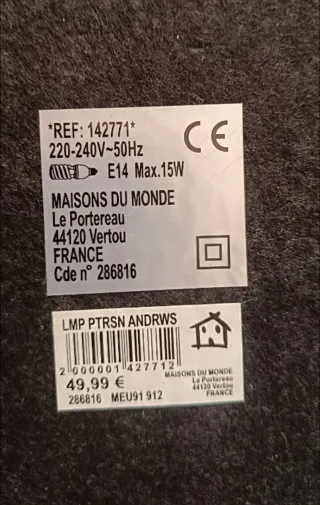 *REF: 142771*
220-240V~50Hz
E14 Max.15W
MAISONS DU MONDE
Le Portereau
44120 Vertou
FRANCE
Cde n° 286816
CE
LMP PTRSN ANDRWS
2 000001 427712
49,99 €
286816 MEU91 912
MAISONS DU MONDE
Le Portereau
44120 Vertou
FRANCE